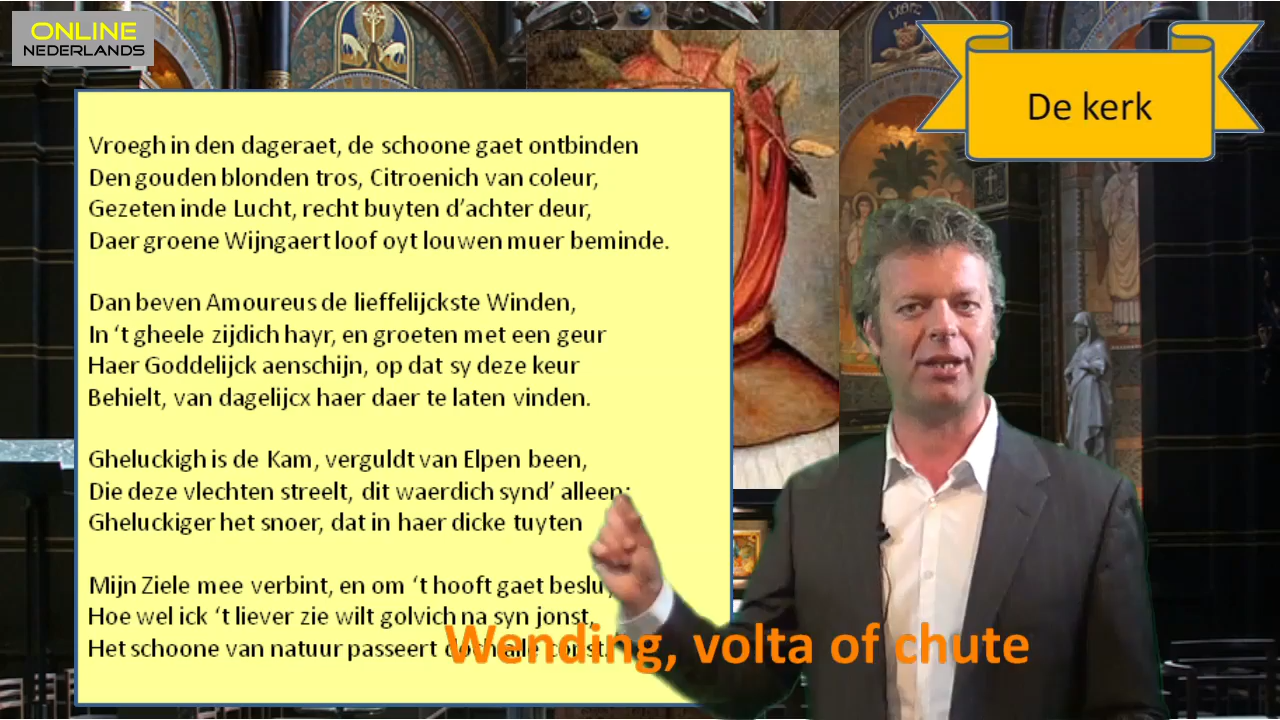 ONLINE
NEDERLANDS
De kerk
Vroegh in den dageraet, de schoone gaet ontbinden
Den gouden blonden tros, Citroenich van coleur,
Gezeten inde Lucht, recht buyten d’achter deur,
Daer groene Wijngaert loof oyt louwen muer beminde.
Dan beven Amoureus de lieffelijckste Winden,
In ‘t gheele zijdich hayr, en groeten met een geur
Haer Goddelijck aenschijn, op dat sy deze keur
Behielt, van dagelijcx haer daer te laten vinden.
Gheluckigh is de Kam, verguldt van Elpen been,
Die deze vlechten streelt, dit waerdich synd’ alleen:
Gheluckiger het snoer, dat in haer dicke tuyten
Mijn Ziele mee verbint, en om ‘t hooft gaet
Hoe wel ick ‘t liever zie wilt golvich na syn jonst,
Het schoone van natuur passeert
Wending, volta of chute